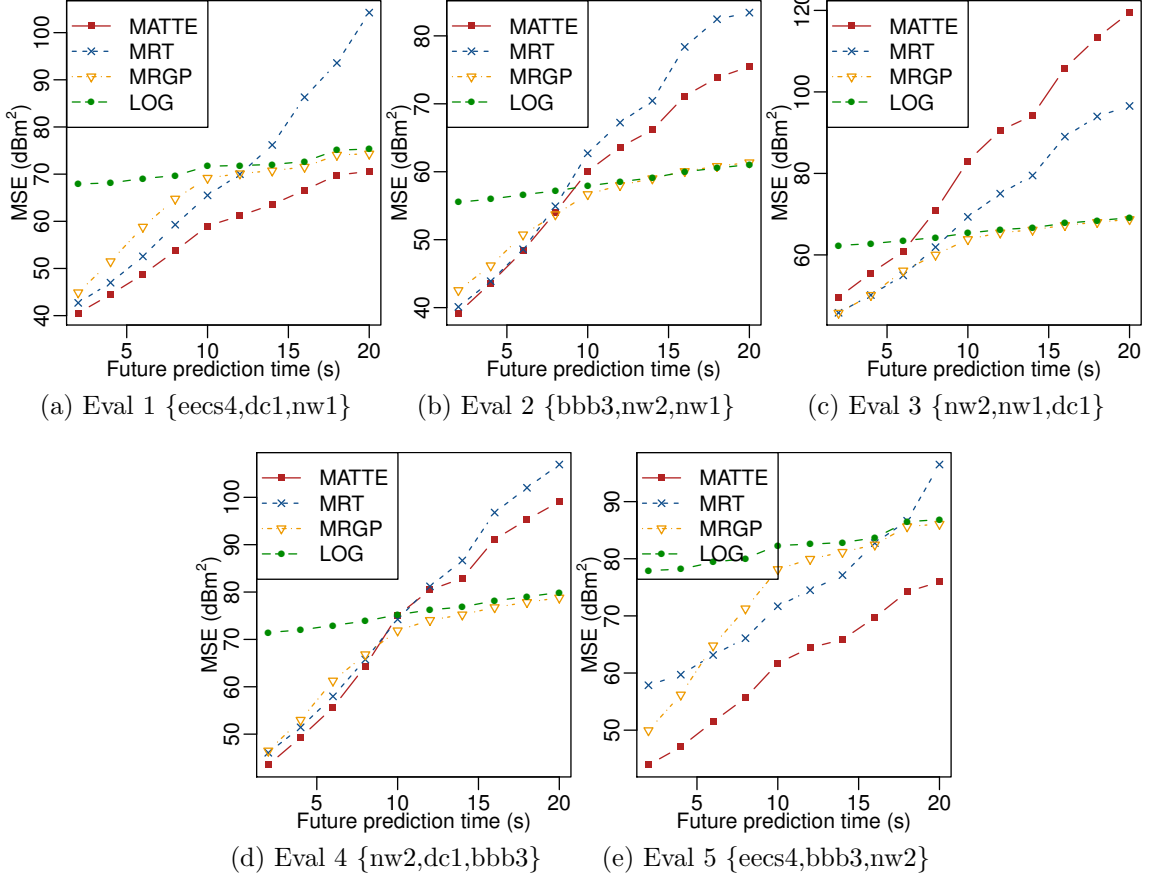 MATTE
MRT
MRGP
LOG
MSE (dBm²)
40 50 60 70 80 90 100
5 10 15 20
Future prediction time (s)
(a) Eval 1 {eecs4,dc1,nw1}
MATTE
MRT
MRGP
LOG
MSE (dBm²)
40 50 60 70 80
5 10 15 20
Future prediction time (s)
(b) Eval 2 {bbb3,nw2,nw1}
MATTE
MRT
MRGP
LOG
MSE (dBm²)
60 80 100 120
5 10 15 20
Future prediction time (s)
(c) Eval 3 {nw2,nw1,dc1}
MATTE
MRT
MRGP
LOG
MSE (dBm²)
50 60 70 80 90 100
5 10 15 20
Future prediction time (s)
(d) Eval 4 {nw2,dc1,bbb3}
MATTE
MRT
MRGP
LOG
MSE (dBm²)
50 60 70 80 90
5 10 15 20
Future prediction time (s)
(e) Eval 5 {eecs4,bbb3,nw2}